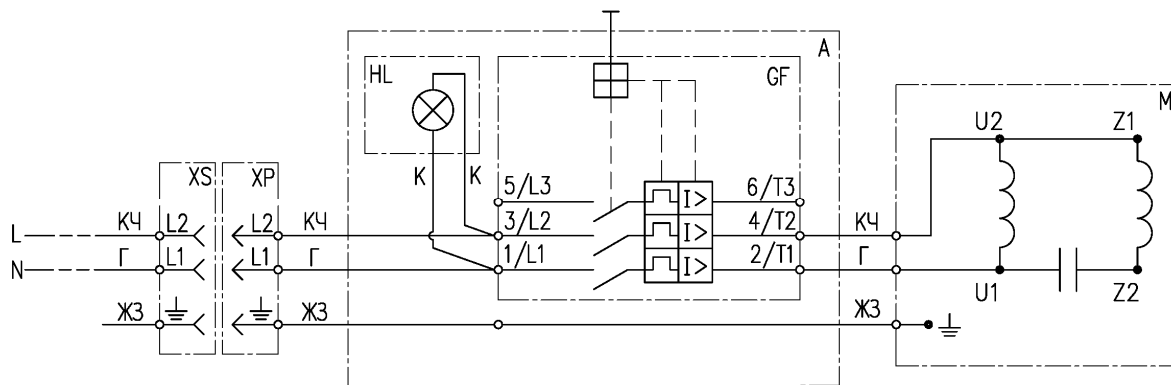 A
HL
GF
M
U2
Z1
К
К
XS
XP
5/L3
6/T3
I>
L
КЧ
L2
L2
КЧ
3/L2
I>
4/T2
КЧ
N
Г
L1
L1
Г
1/L1
I>
2/T1
Г
U1
Z2
ЖЗ
ЖЗ
ЖЗ